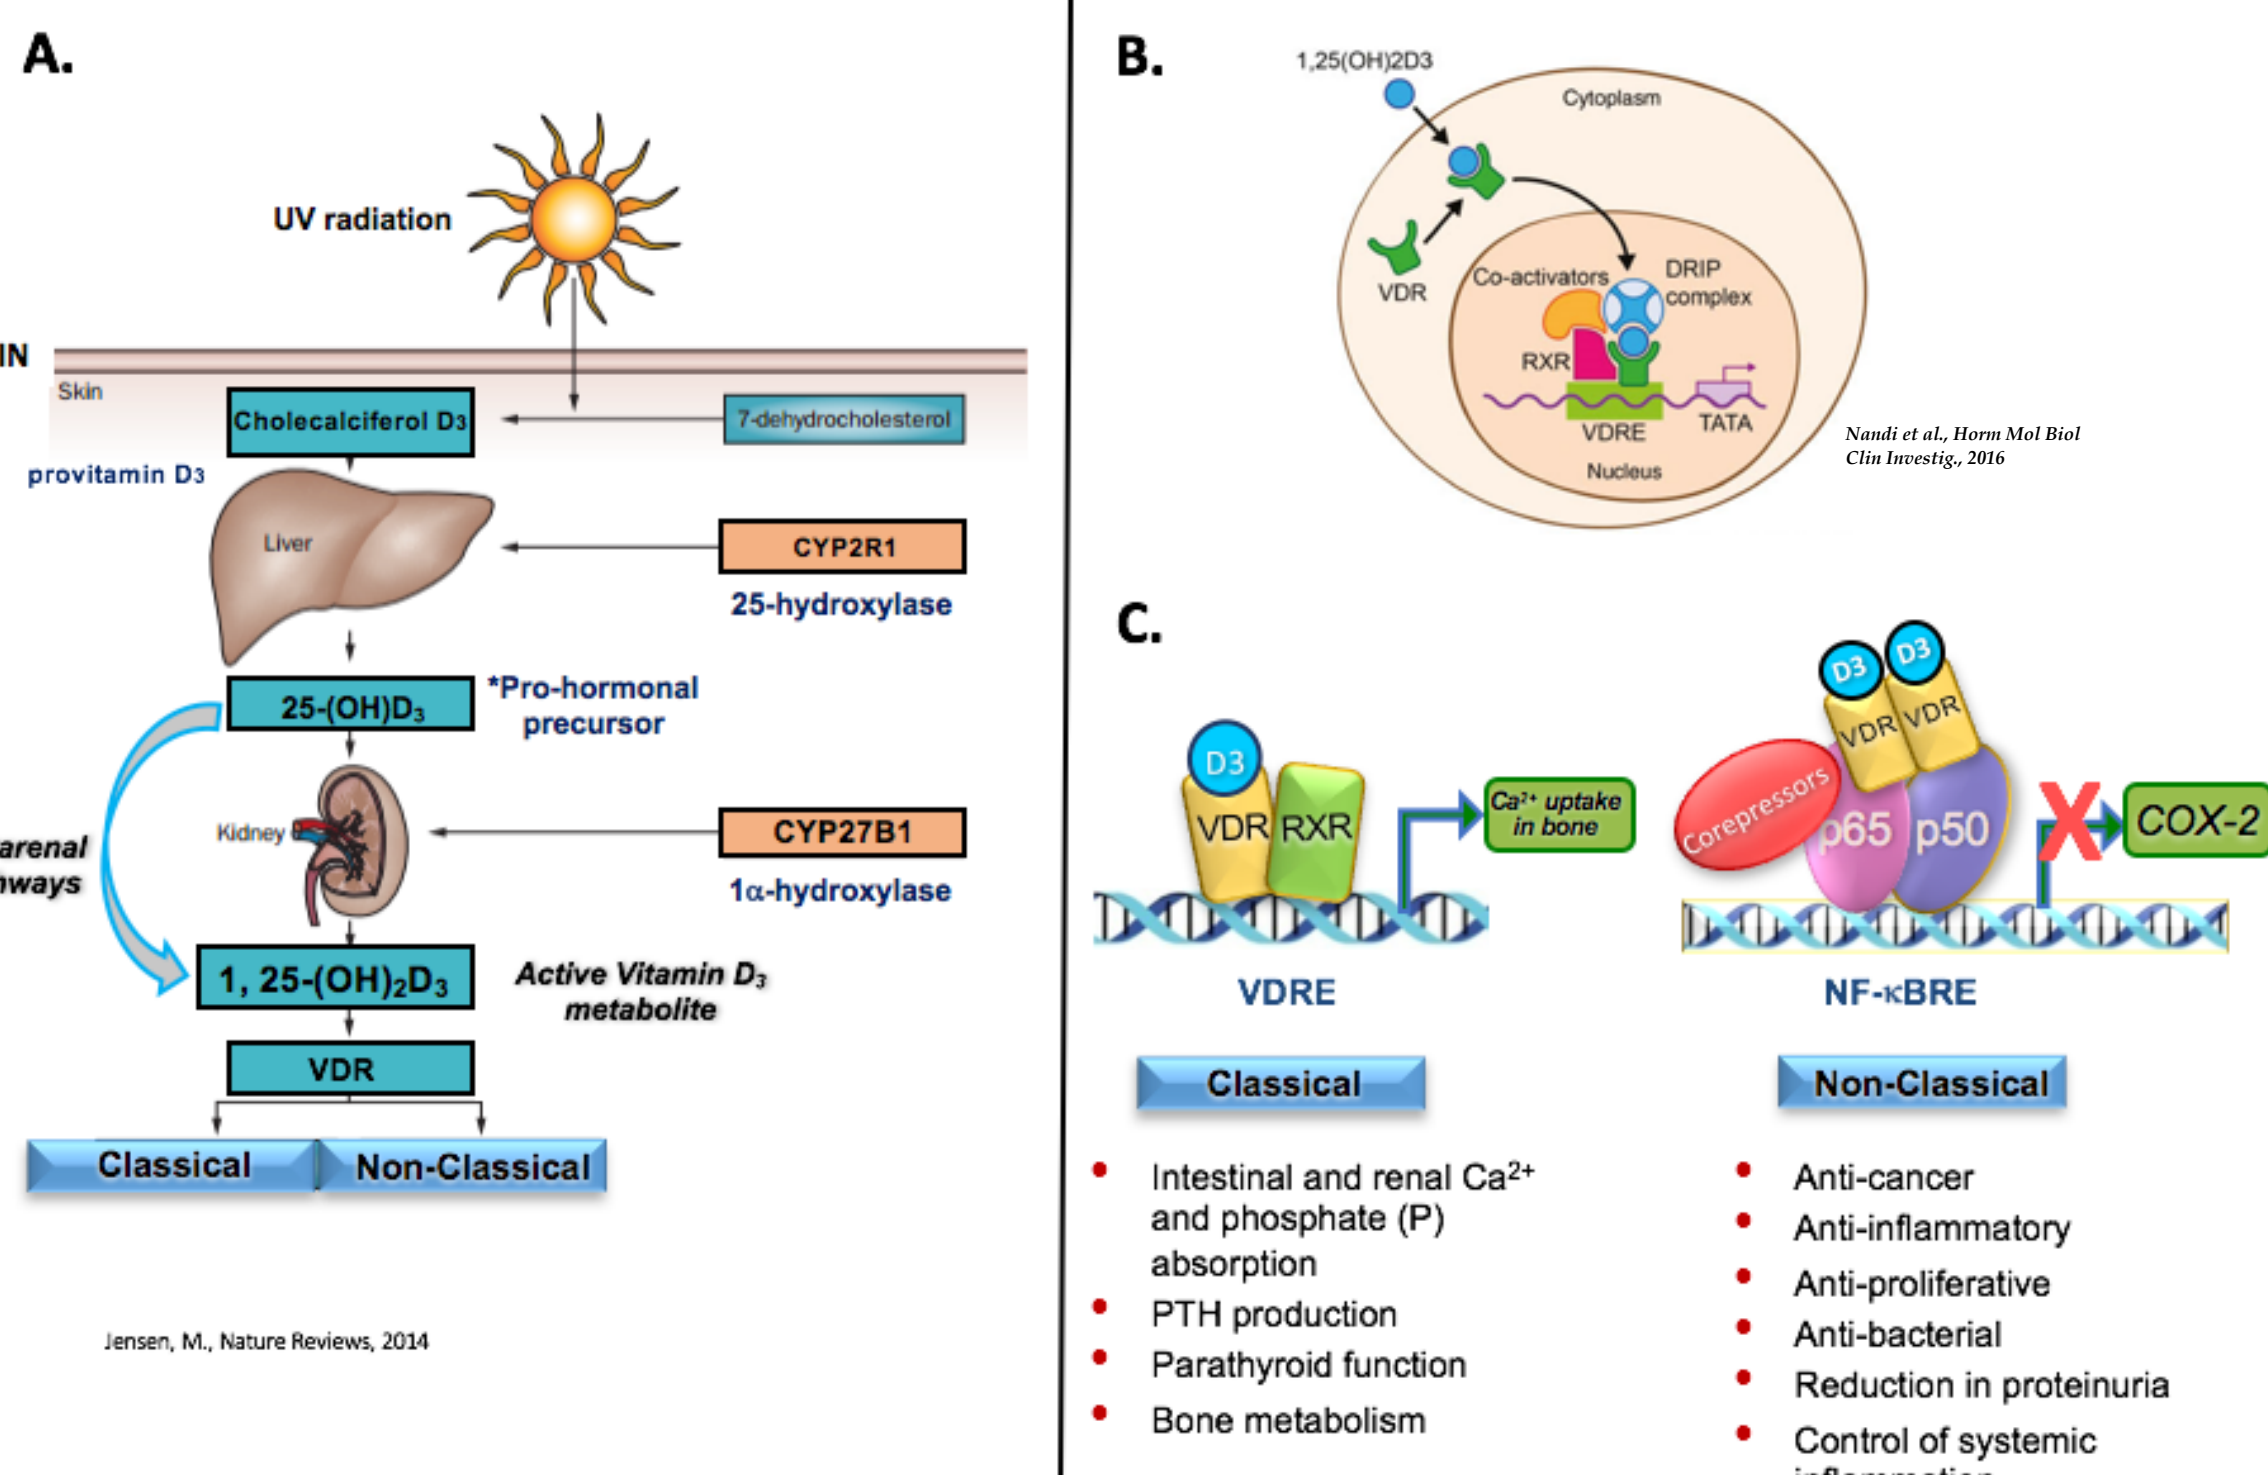 A.
UV radiation
IN
Skin
Cholecalciferol D3
7-dehydrocholesterol
provitamin D3
Liver
CYP2R1
25-hydroxylase
25-(OH)D3
*Pro-hormonal
precursor
Kidney
CYP27B1
1α-hydroxylase
arenal
ways
1, 25-(OH)2D3
Active Vitamin D3
metabolite
VDR
Classical
Non-Classical
Jensen, M., Nature Reviews, 2014
B.
1,25(OH)2D3
Cytoplasm
VDR
Co-activators
DRIP
complex
RXR
VDRE
TATA
Nucleus
Nandi et al., Horm Mol Biol
Clin Investig., 2016
C.
D3
VDR
RXR
Ca2+ uptake
in bone
VDRE
D3
D3
VDR
VDR
Corepressors
p65
p50
X
COX-2
NF-κBRE
Classical
• Intestinal and renal Ca2+
and phosphate (P)
absorption
• PTH production
• Parathyroid function
• Bone metabolism
Non-Classical
• Anti-cancer
• Anti-inflammatory
• Anti-proliferative
• Anti-bacterial
• Reduction in proteinuria
• Control of systemic